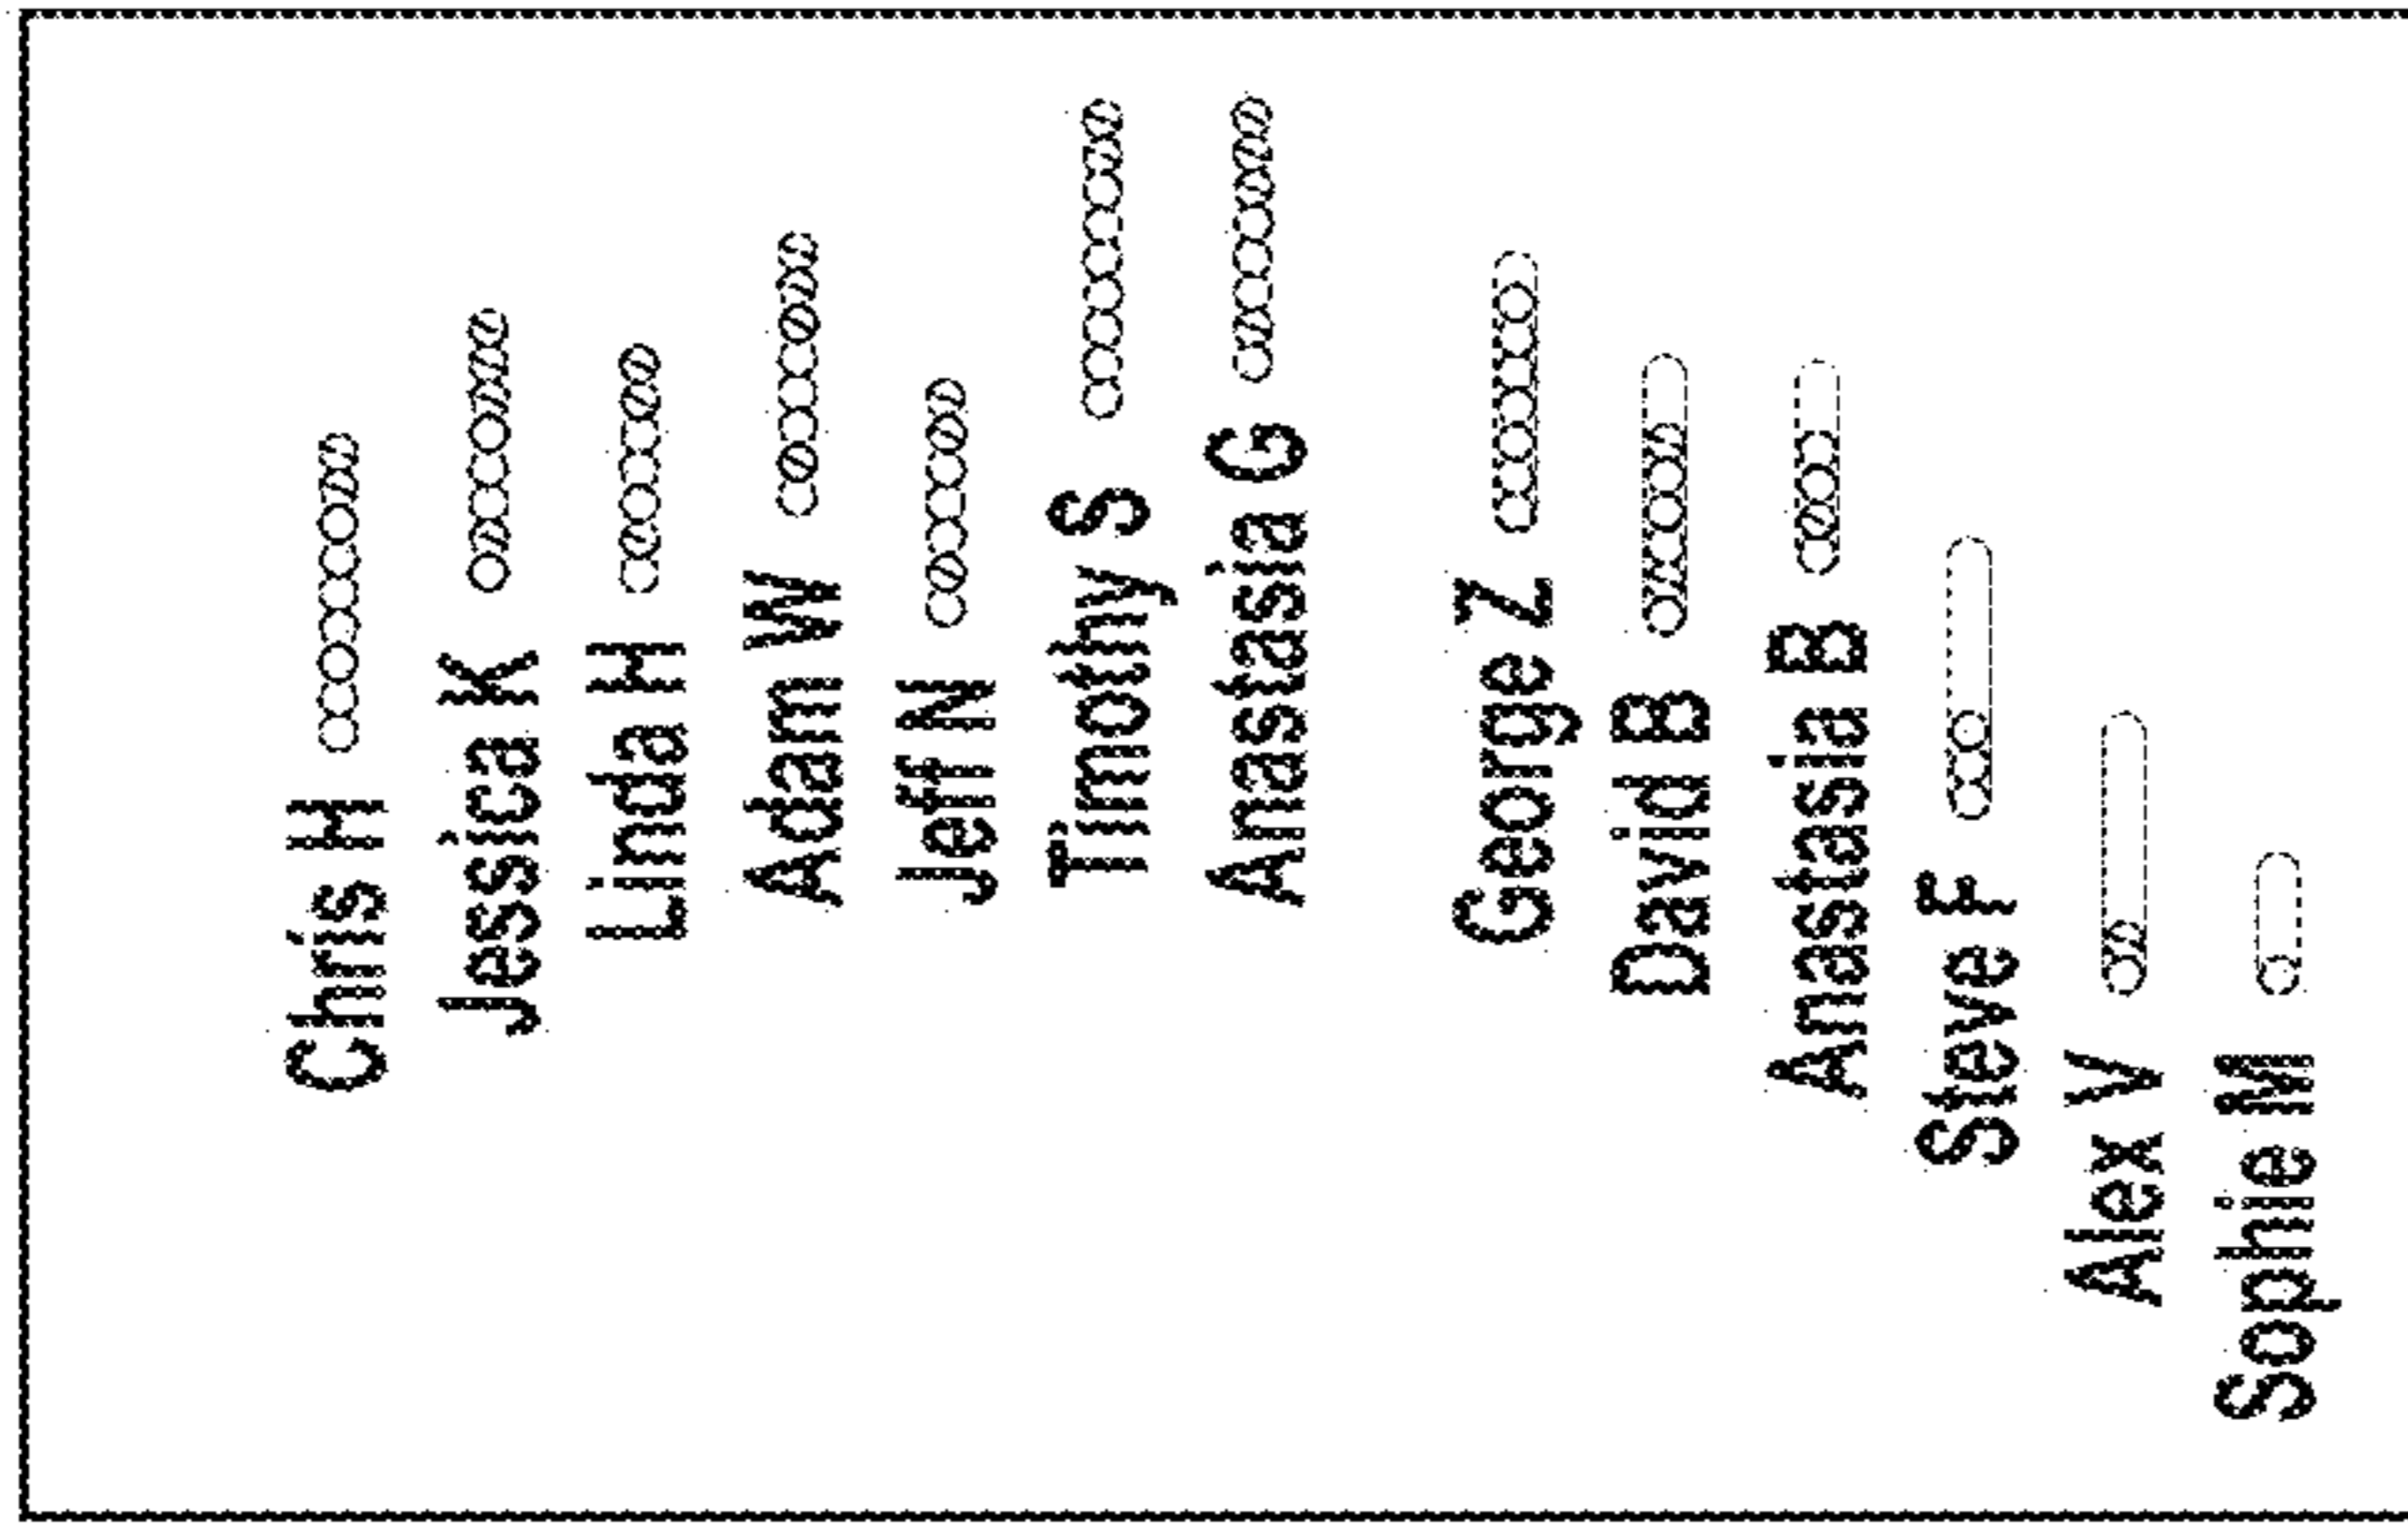 Chris H
Jessica K
Linda H
Adam W
Jeff N
Timothy S
Anastasia G
George Z
David B
Anastasia B
Steve F
Alex V
Sophie M